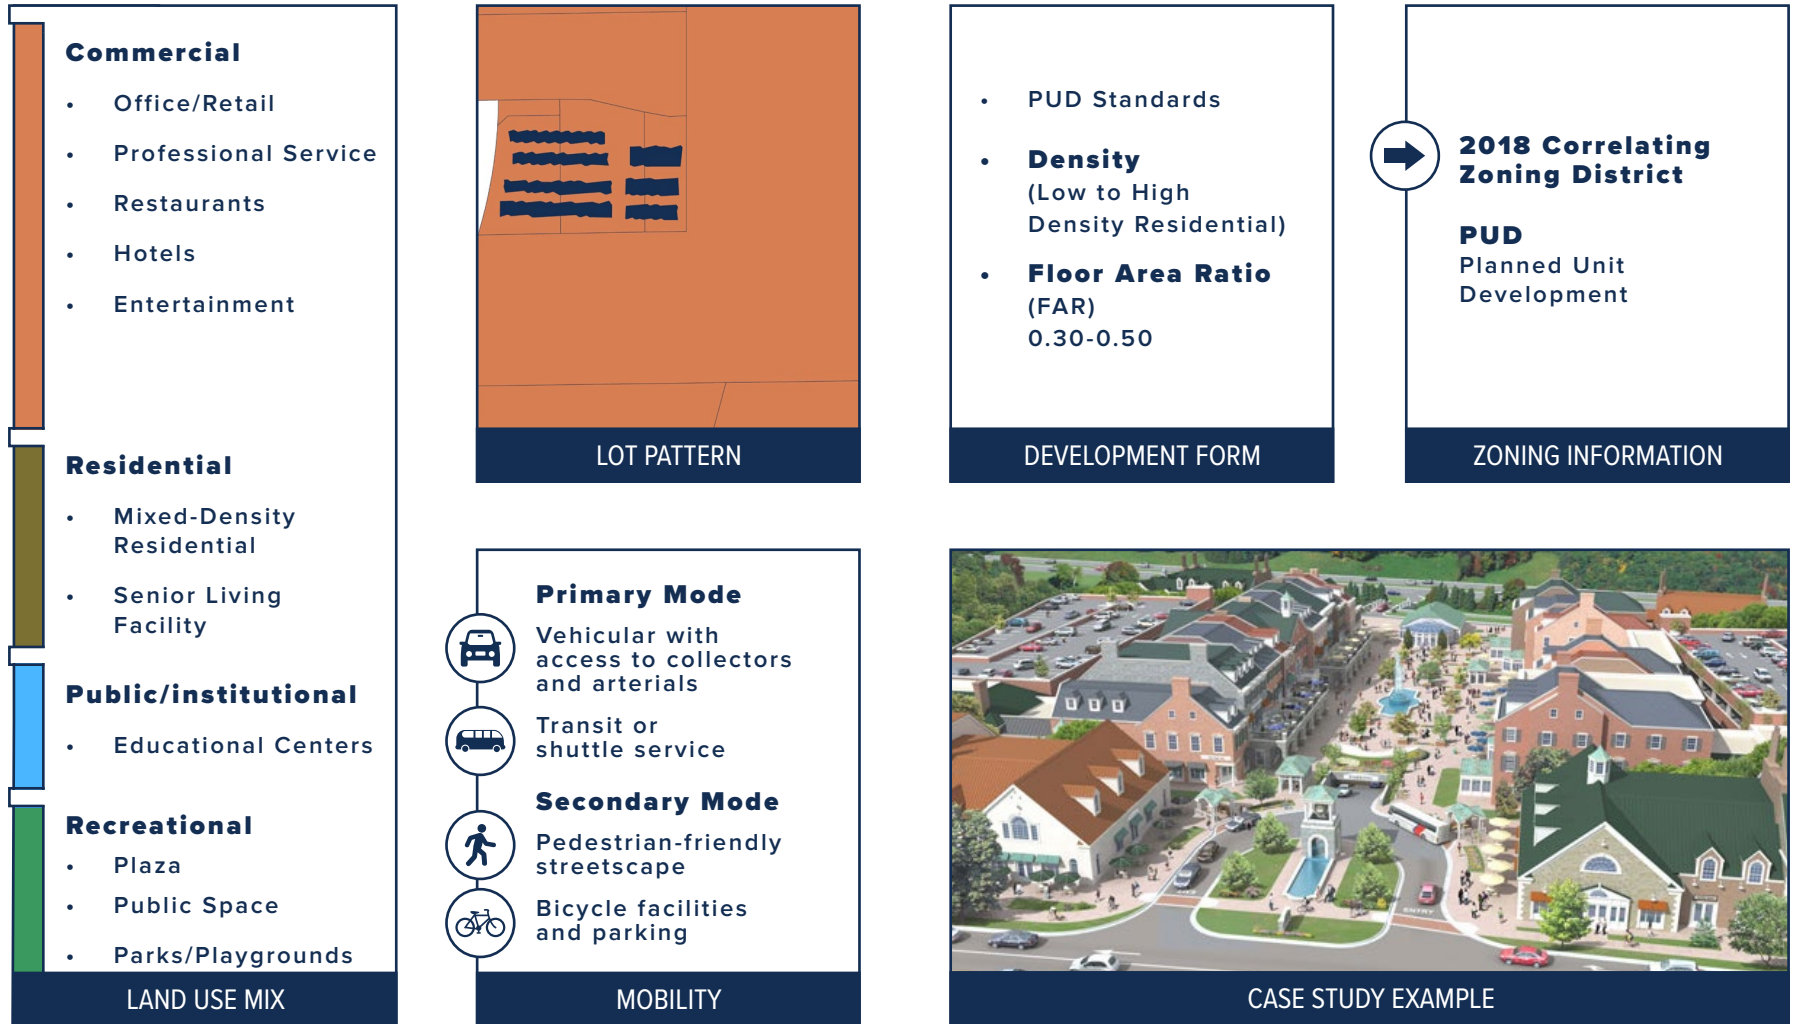 Commercial
• Office/Retail
• Professional Service
• Restaurants
• Hotels
• Entertainment
Residential
• Mixed-Density
Residential
• Senior Living
Facility
Public/institutional
• Educational Centers
Recreational
• Plaza
• Public Space
• Parks/Playgrounds
LAND USE MIX
LOT PATTERN
• PUD Standards
• Density
(Low to High
Density Residential)
• Floor Area Ratio
(FAR)
0.30-0.50
DEVELOPMENT FORM
2018 Correlating
Zoning District
PUD
Planned Unit
Development
ZONING INFORMATION
Primary Mode
Vehicular with
access to collectors
and arterials
Transit or
shuttle service
Secondary Mode
Pedestrian-friendly
streetscape
Bicycle facilities
and parking
MOBILITY
ENTRY
CASE STUDY EXAMPLE